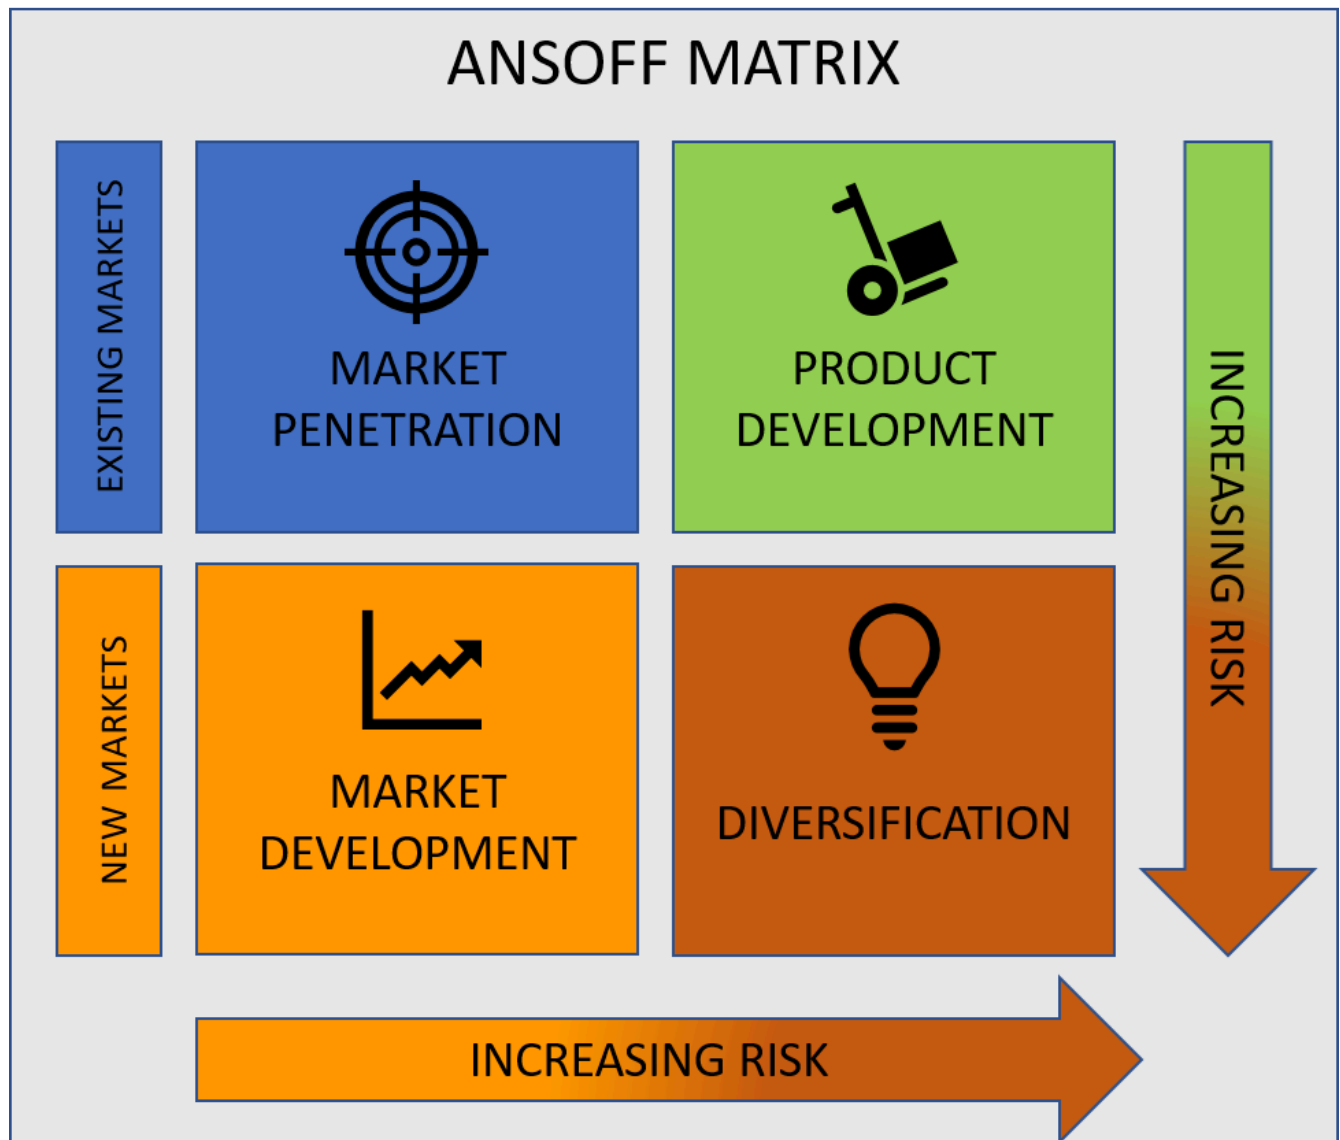 ANSOFF MATRIX
EXISTING MARKETS
MARKET
PENETRATION
PRODUCT
DEVELOPMENT
INCREASING RISK
NEW MARKETS
MARKET
DEVELOPMENT
DIVERSIFICATION
INCREASING RISK